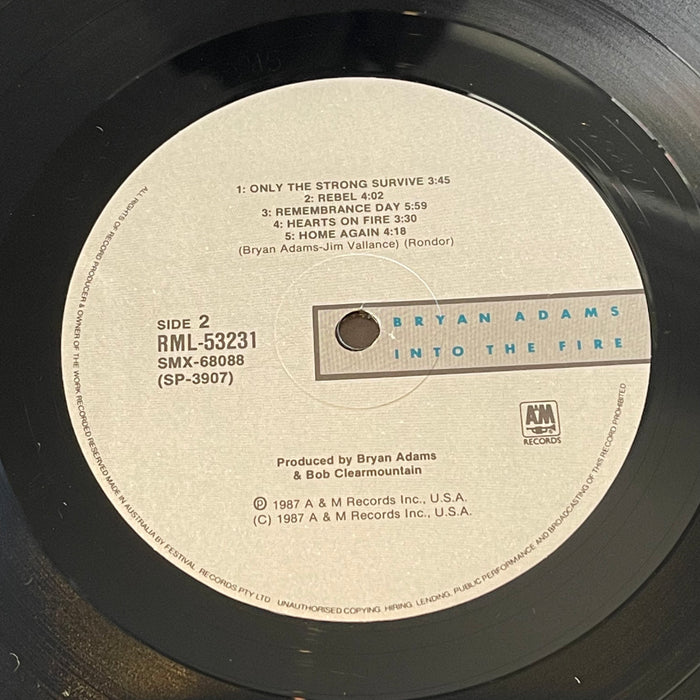 1: ONLY THE STRONG SURVIVE 3:45
2: REBEL 4:02
3: REMEMBRANCE DAY 5:59
4: HEARTS ON FIRE 3:30
5: HOME AGAIN 4:18
(Bryan Adams-Jim Vallance) (Rondor)
SIDE 2
RML-53231
SMX-68088
(SP-3907)
BRYAN ADAMS
INTO THE FIRE
A&M
RECORDS
Produced by Bryan Adams
& Bob Clearmountain
Ⓟ 1987 A & M Records Inc., U.S.A.
(C) 1987 A & M Records Inc., U.S.A.
ALL RIGHTS OF RECORD PRODUCER & OWNER OF THE WORK RECORDED RESERVED MADE IN AUSTRALIA BY FESTIVAL RECORDS PTY LTD UNAUTHORISED COPYING, HIRING, LENDING, PUBLIC PERFORMANCE AND BROADCASTING OF THIS RECORD PROHIBITED